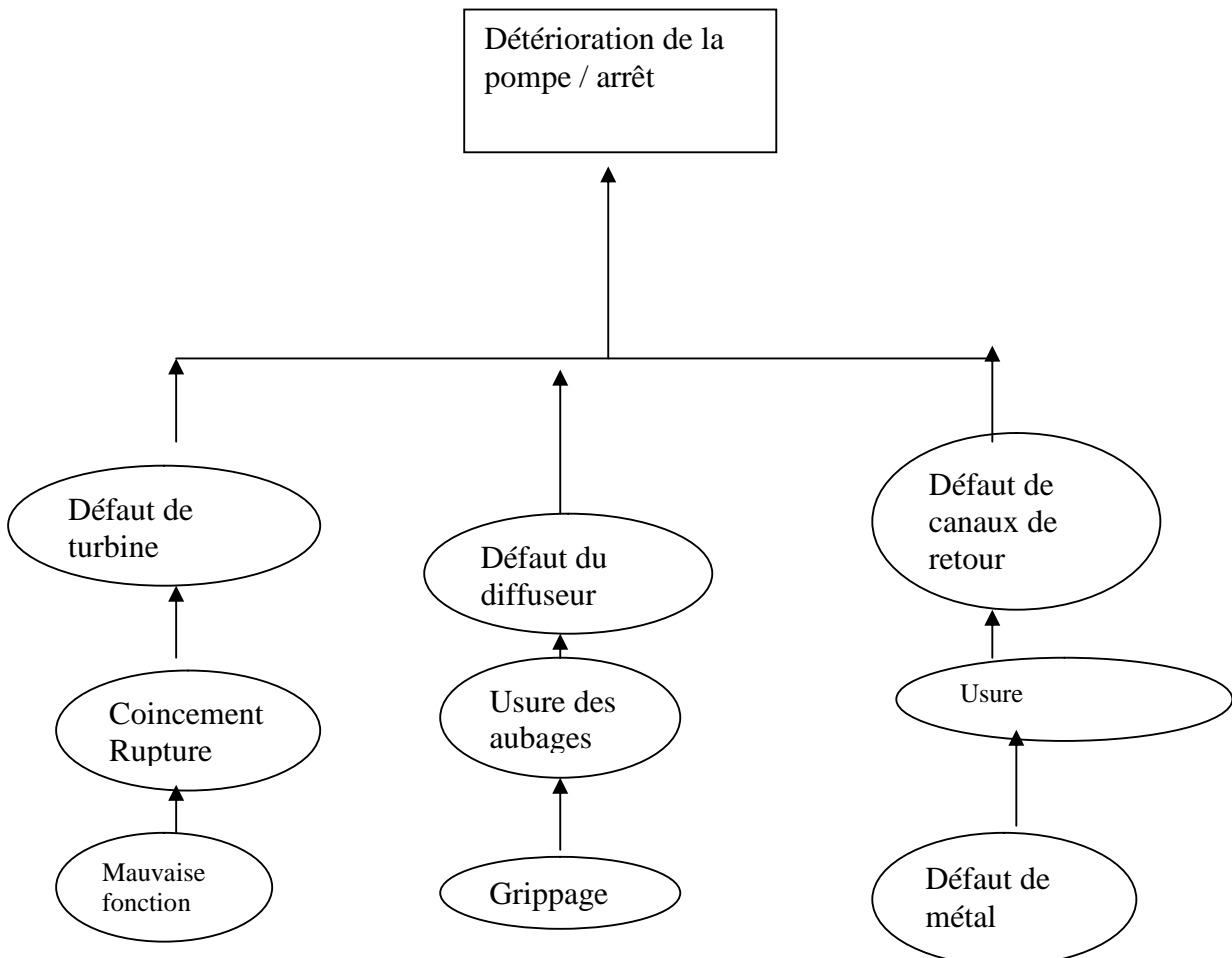 Détérioration de la
pompe / arrêt
Défaut de
turbine
Défaut du
diffuseur
Défaut de
canaux de
retour
Coincement
Rupture
Usure des
aubages
Usure
Mauvaise
fonction
Grippage
Défaut de
métal